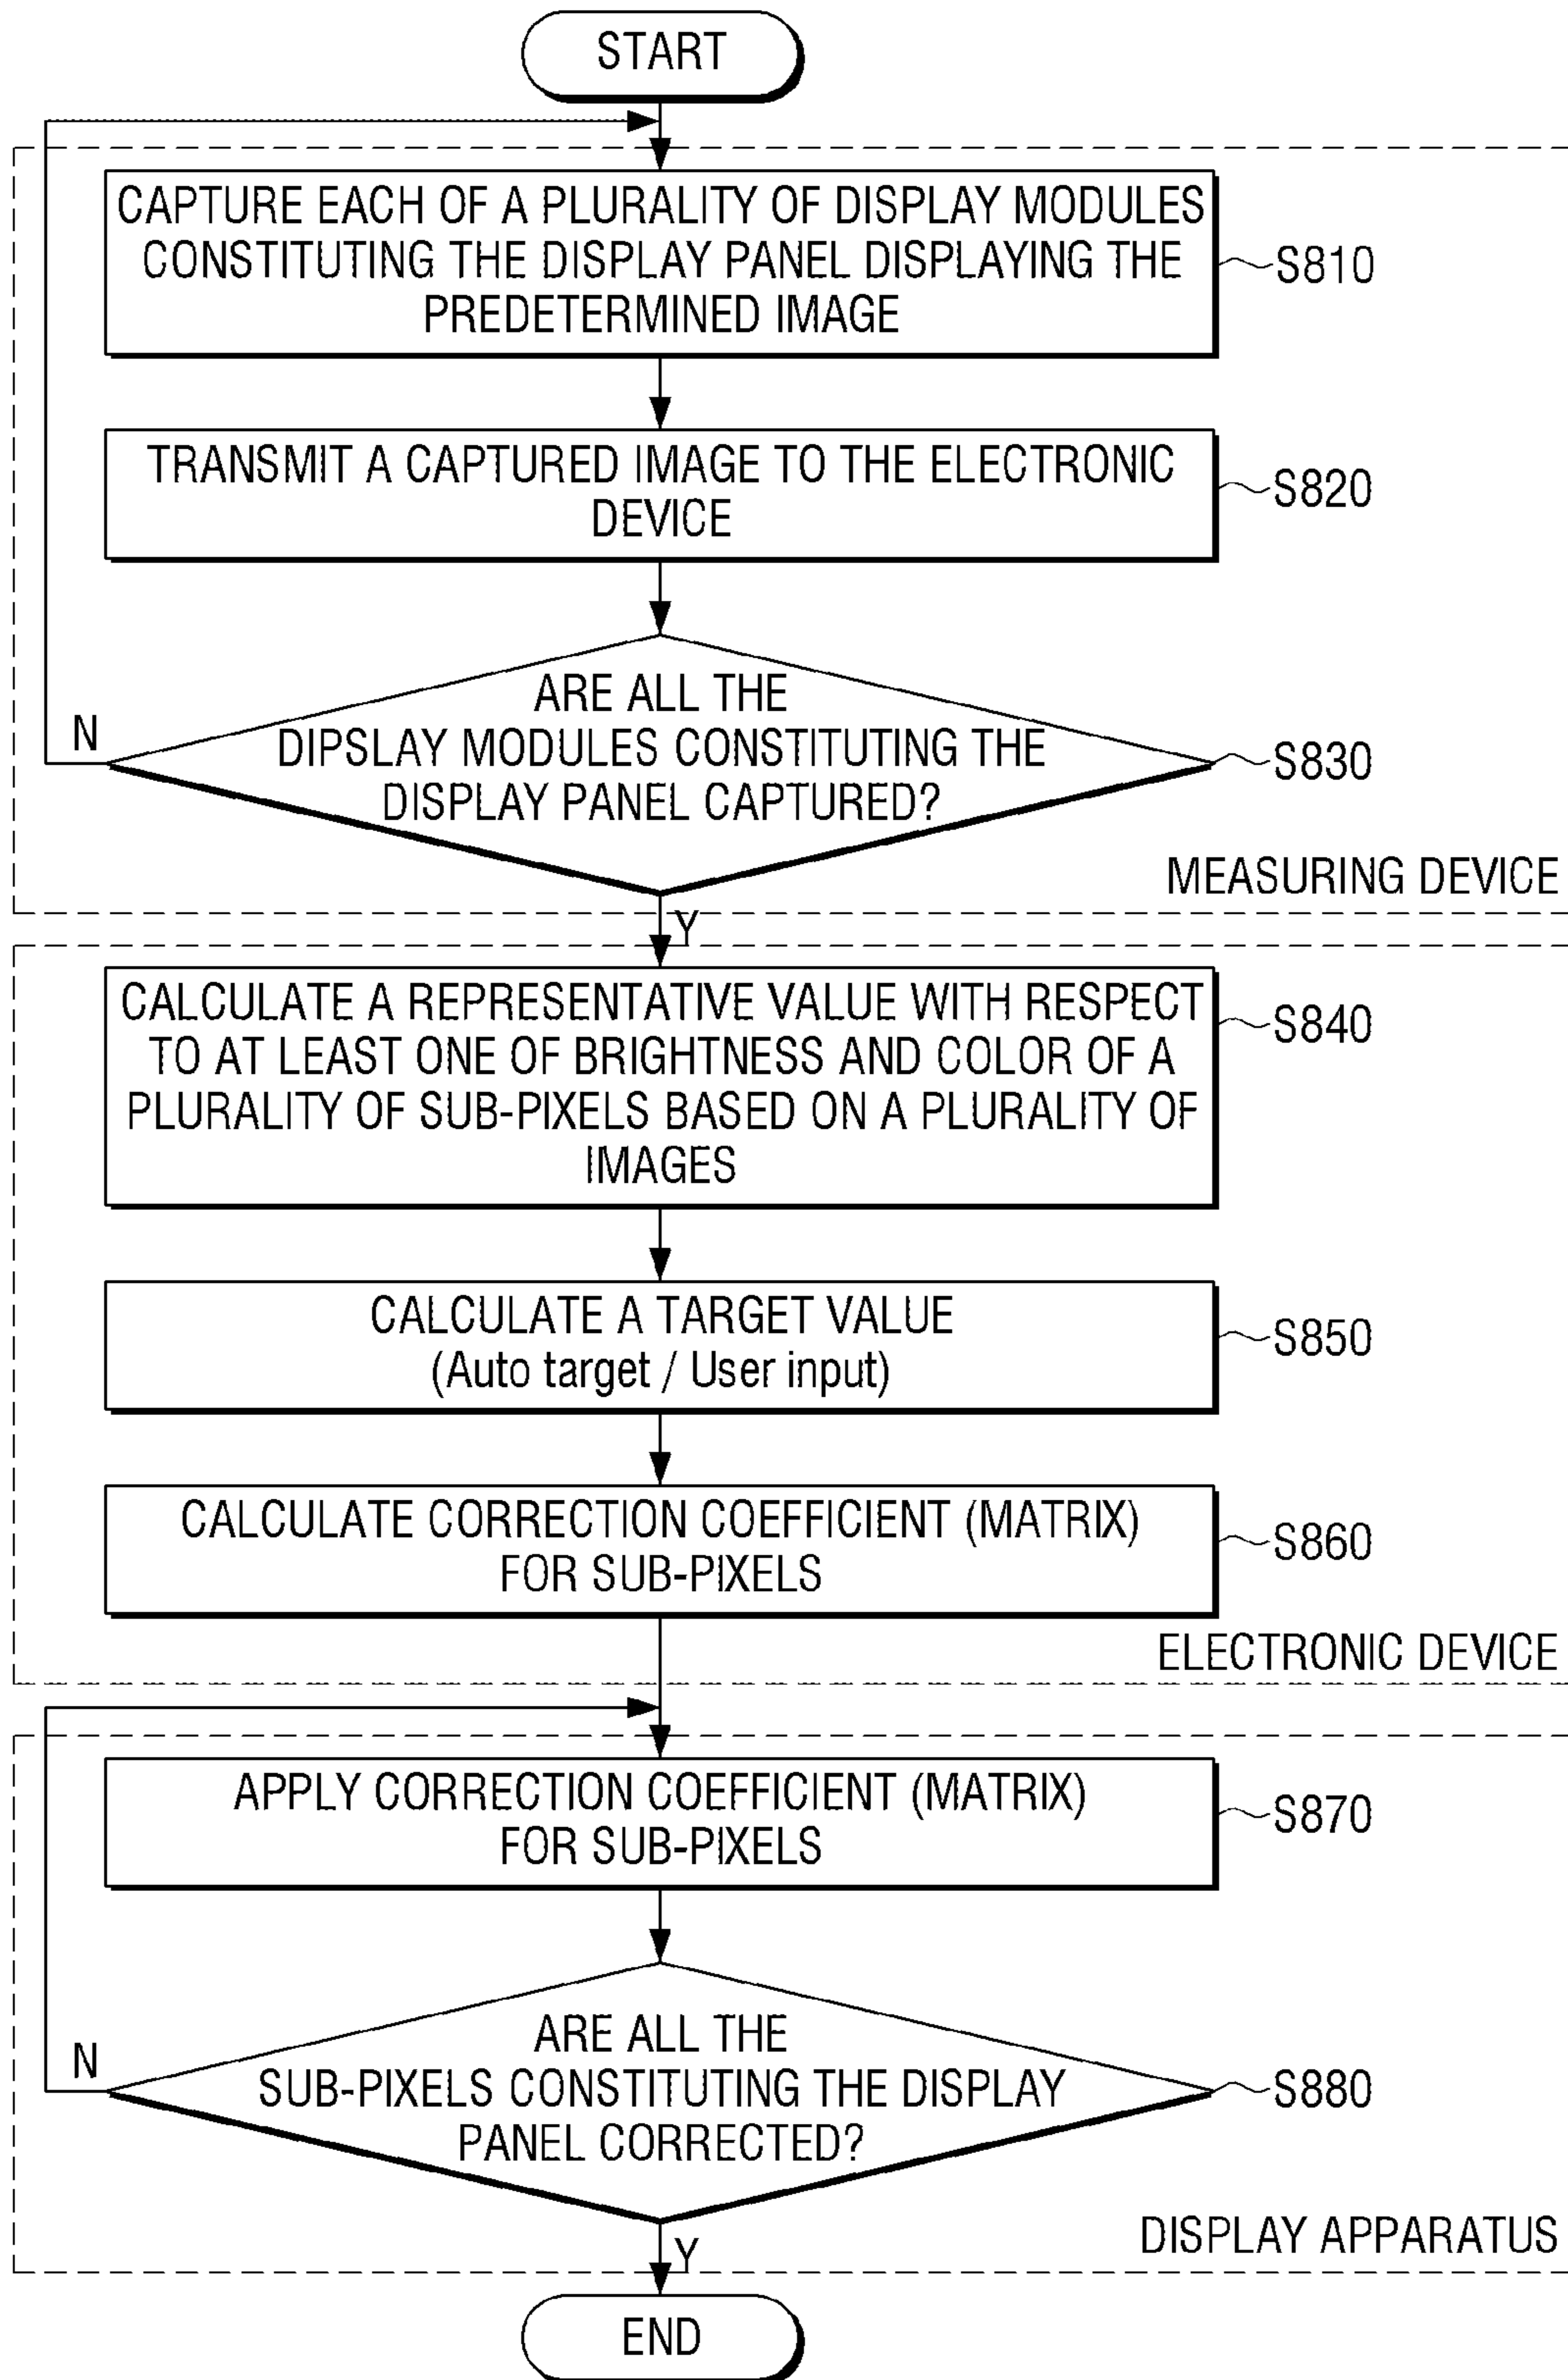 START
CAPTURE EACH OF A PLURALITY OF DISPLAY MODULES
CONSTITUTING THE DISPLAY PANEL DISPLAYING THE
PREDETERMINED IMAGE
S810
TRANSMIT A CAPTURED IMAGE TO THE ELECTRONIC
DEVICE
S820
ARE ALL THE
DIPSLAY MODULES CONSTITUTING THE
DISPLAY PANEL CAPTURED?
N
S830
MEASURING DEVICE
Y
CALCULATE A REPRESENTATIVE VALUE WITH RESPECT
TO AT LEAST ONE OF BRIGHTNESS AND COLOR OF A
PLURALITY OF SUB-PIXELS BASED ON A PLURALITY OF
IMAGES
S840
CALCULATE A TARGET VALUE
(Auto target / User input)
S850
CALCULATE CORRECTION COEFFICIENT (MATRIX)
FOR SUB-PIXELS
S860
ELECTRONIC DEVICE
APPLY CORRECTION COEFFICIENT (MATRIX)
FOR SUB-PIXELS
S870
ARE ALL THE
SUB-PIXELS CONSTITUTING THE DISPLAY
PANEL CORRECTED?
N
S880
DISPLAY APPARATUS
Y
END